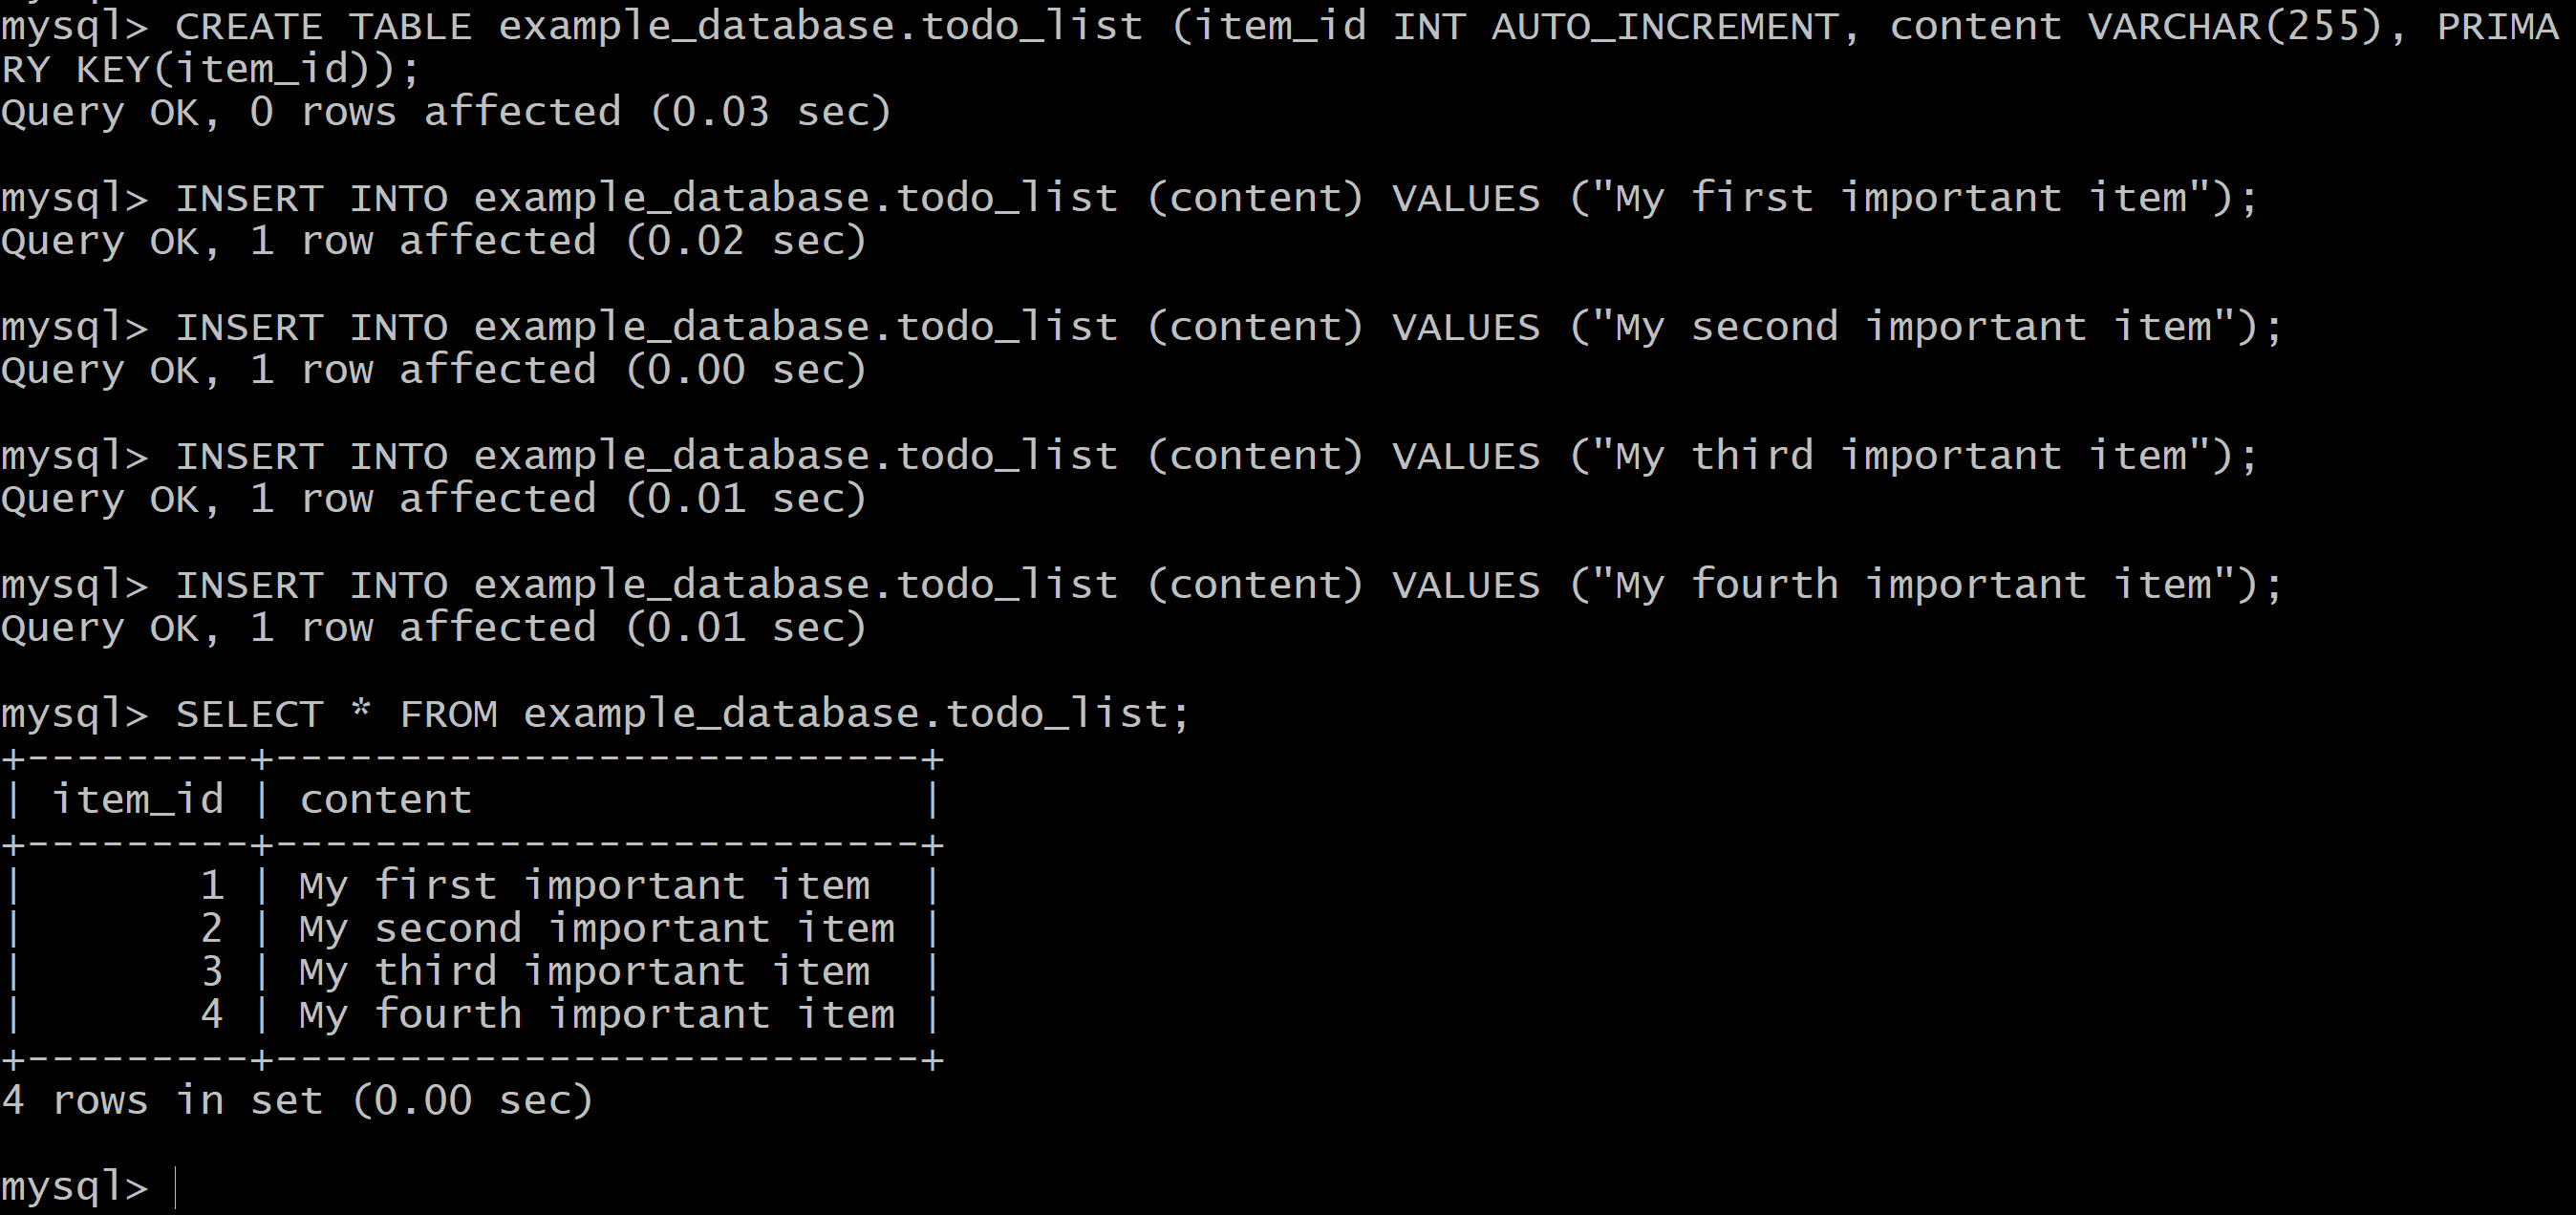 mysql> CREATE TABLE example_database.todo_list (item_id INT AUTO_INCREMENT, content VARCHAR(255), PRIMA
RY KEY(item_id));
Query OK, 0 rows affected (0.03 sec)

mysql> INSERT INTO example_database.todo_list (content) VALUES ("My first important item");
Query OK, 1 row affected (0.02 sec)

mysql> INSERT INTO example_database.todo_list (content) VALUES ("My second important item");
Query OK, 1 row affected (0.00 sec)

mysql> INSERT INTO example_database.todo_list (content) VALUES ("My third important item");
Query OK, 1 row affected (0.01 sec)

mysql> INSERT INTO example_database.todo_list (content) VALUES ("My fourth important item");
Query OK, 1 row affected (0.01 sec)

mysql> SELECT * FROM example_database.todo_list;
+---------+--------------------------+
| item_id | content                  |
+---------+--------------------------+
|       1 | My first important item  |
|       2 | My second important item |
|       3 | My third important item  |
|       4 | My fourth important item |
+---------+--------------------------+
4 rows in set (0.00 sec)

mysql>